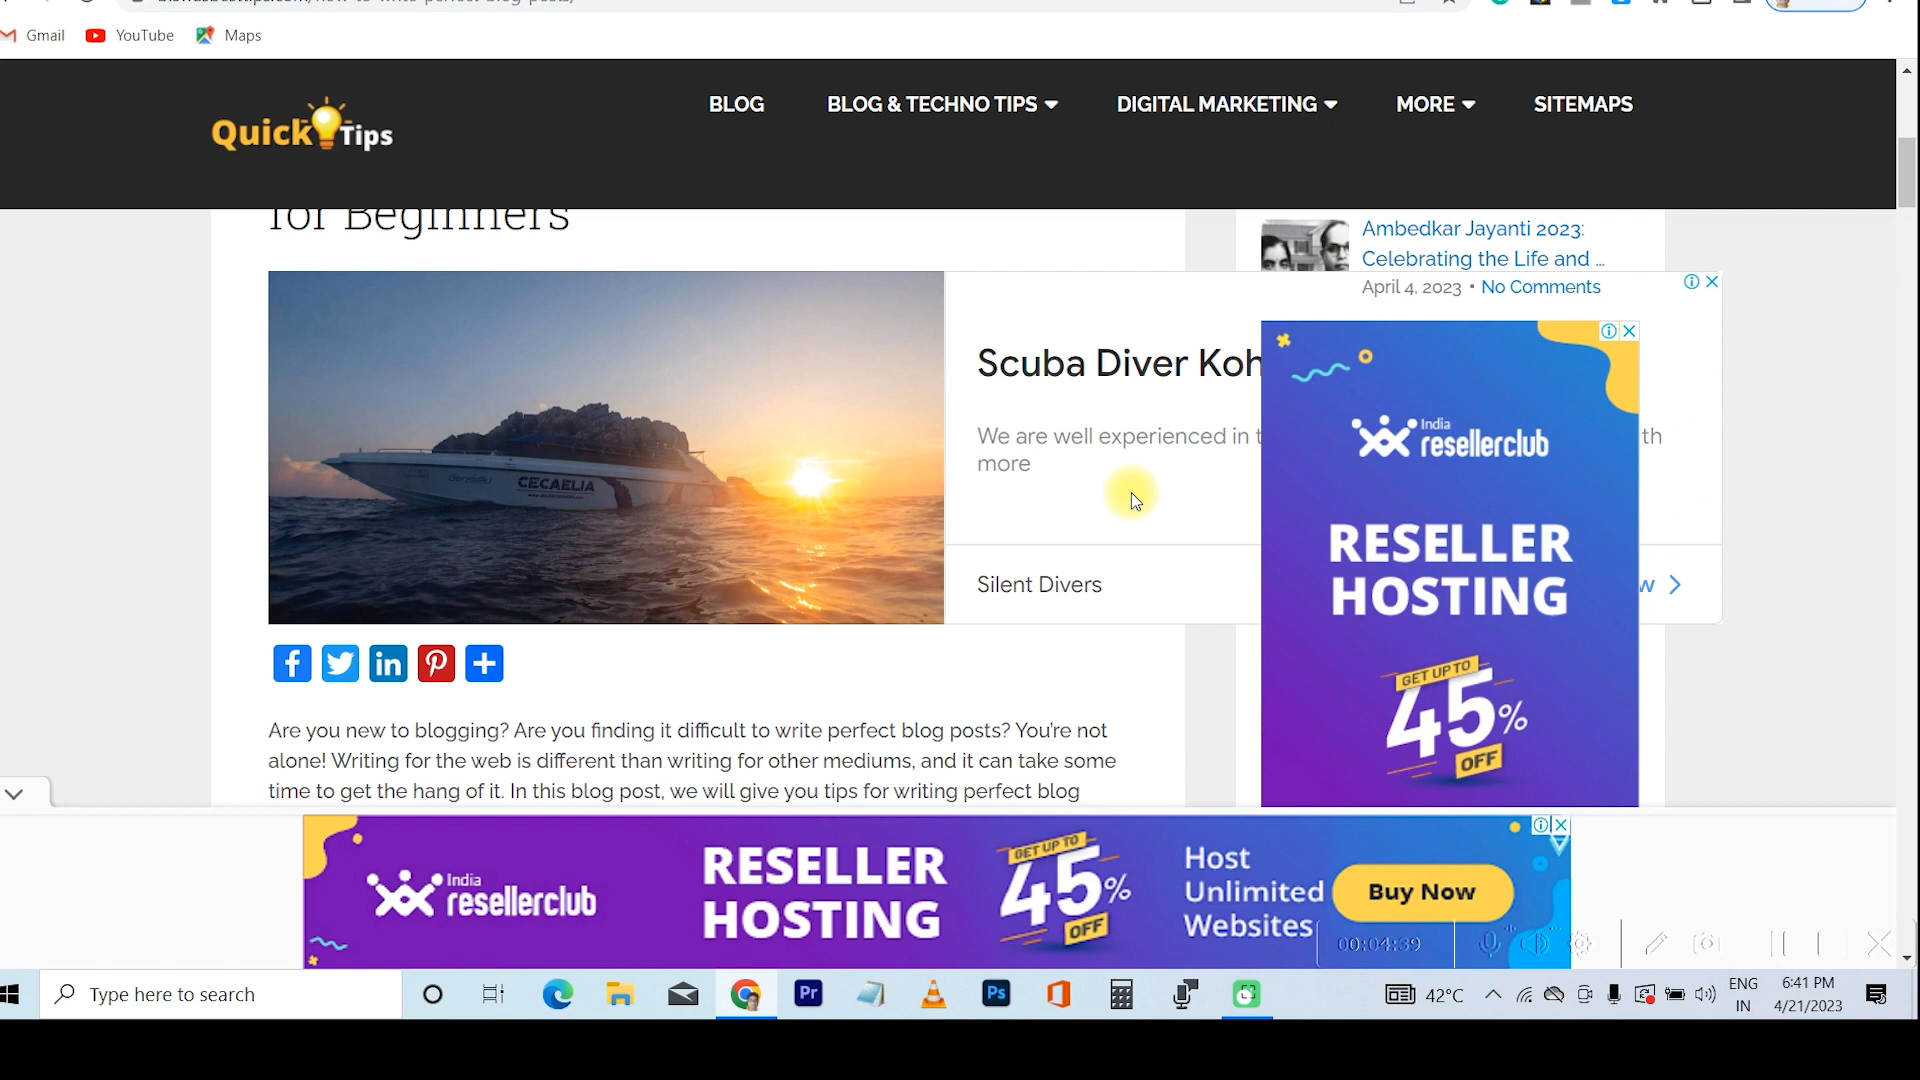 Gmail YouTube Maps
Quick Tips
BLOG BLOG & TECHNO TIPS DIGITAL MARKETING MORE SITEMAPS
for Beginners
Ambedkar Jayanti 2023:
Celebrating the Life and ...
April 4, 2023 • No Comments
Scuba Diver Koh
We are well experienced in
th
more
Silent Divers
w
CECAELIA
India
resellerclub
RESELLER
HOSTING
GET UP TO
45%
OFF
Are you new to blogging? Are you finding it difficult to write perfect blog posts? You're not
alone! Writing for the web is different than writing for other mediums, and it can take some
time to get the hang of it. In this blog post, we will give you tips for writing perfect blog
India
resellerclub
RESELLER
HOSTING
GET UP TO
45%
OFF
Host
Unlimited
Websites
Buy Now
00:04:39
Type here to search
Pr
Ps
42°C
ENG
IN
6:41 PM
4/21/2023